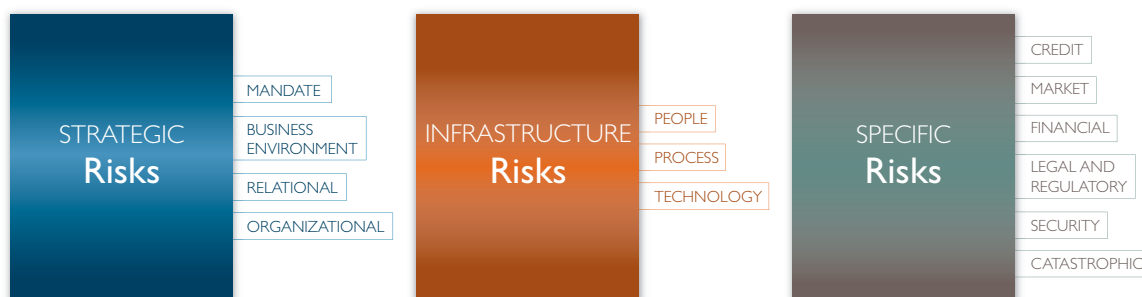 STRATEGIC
Risks
MANDATE
BUSINESS
ENVIRONMENT
RELATIONAL
ORGANIZATIONAL
INFRASTRUCTURE
Risks
PEOPLE
PROCESS
TECHNOLOGY
SPECIFIC
Risks
CREDIT
MARKET
FINANCIAL
LEGAL AND
REGULATORY
SECURITY
CATASTROPHIC